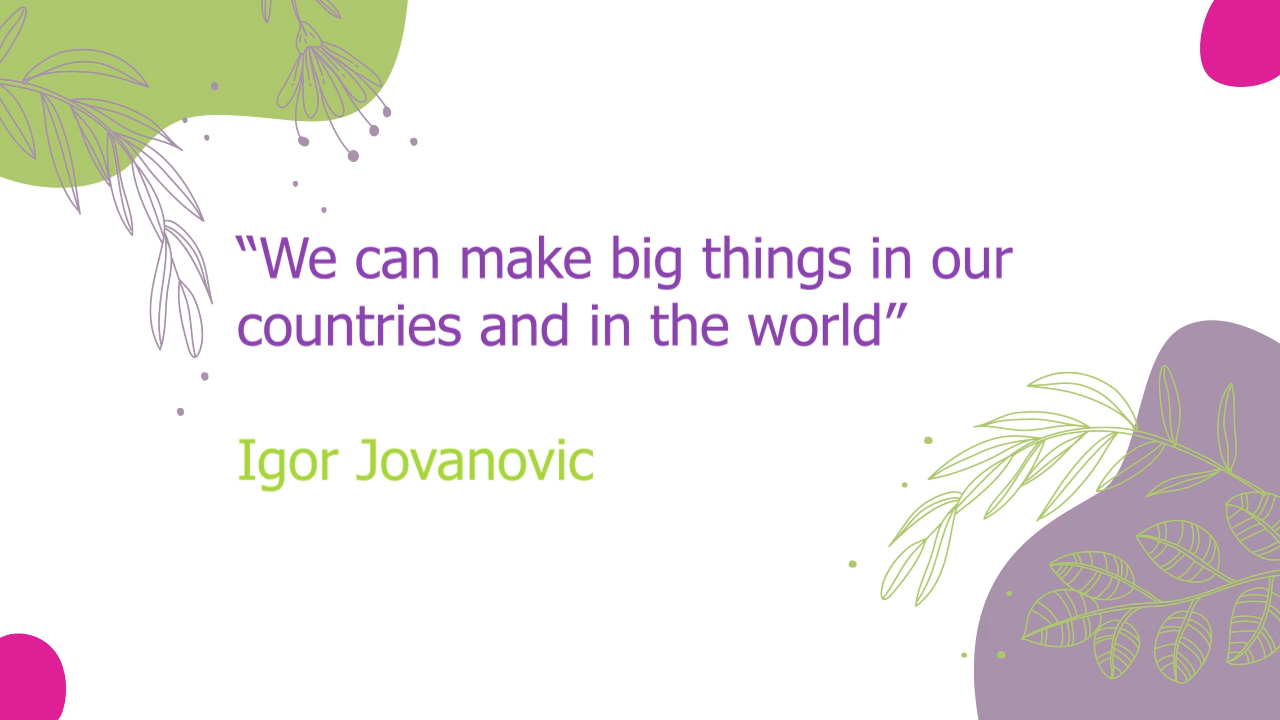 “We can make big things in our
countries and in the world”
Igor Jovanovic